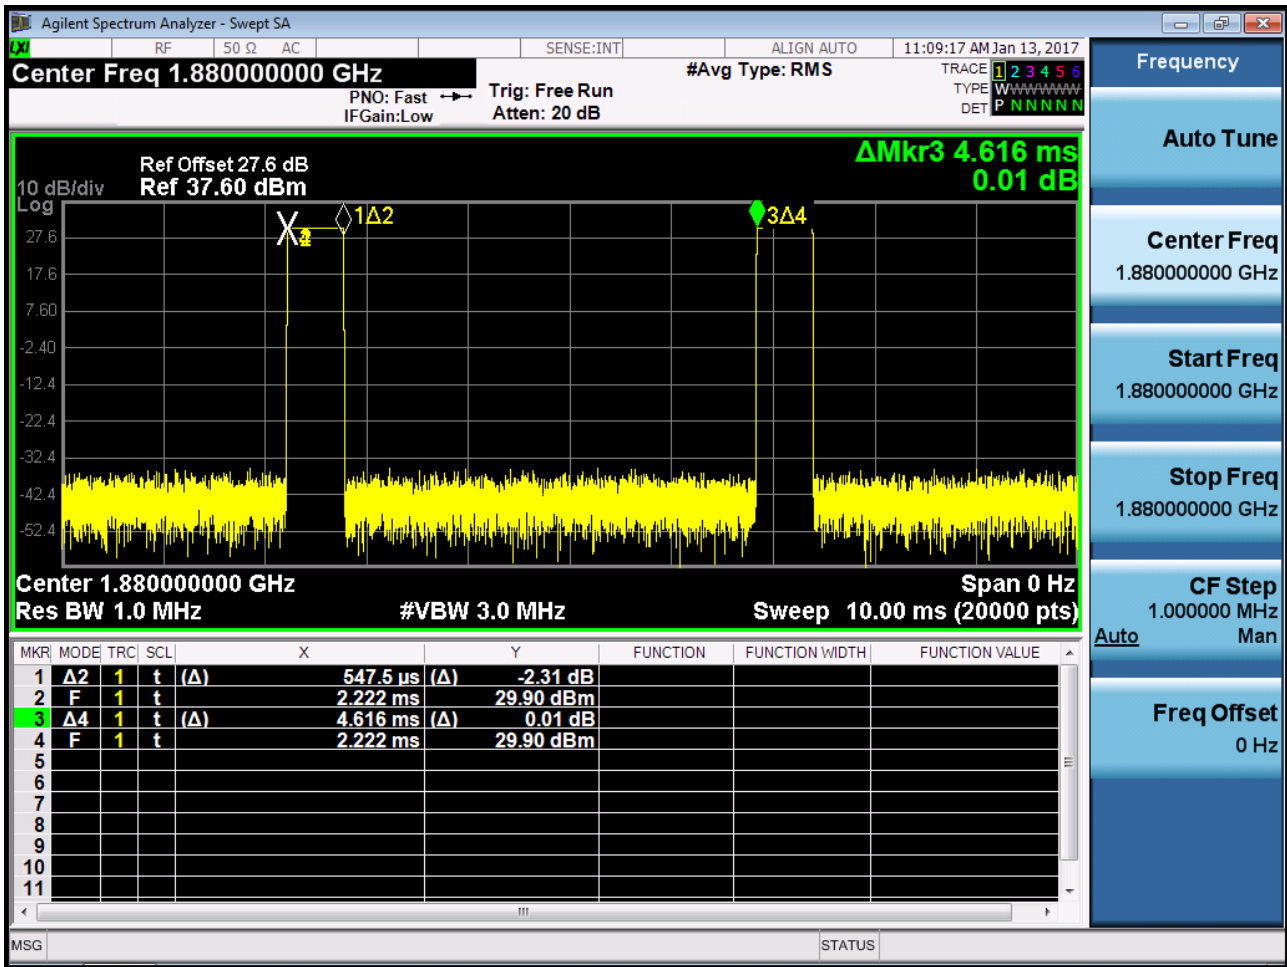 Agilent Spectrum Analyzer - Swept SA
LXI RF 50 Ω AC SENSE:INT ALIGN AUTO 11:09:17 AM Jan 13, 2017
Center Freq 1.880000000 GHz
PNO: Fast
IFGain:Low
Trig: Free Run
Atten: 20 dB
#Avg Type: RMS
TRACE 1 2 3 4 5 6
TYPE WWWWWWW
DET P N N N N N
ΔMkr3 4.616 ms
0.01 dB
Ref Offset 27.6 dB
10 dB/div Ref 37.60 dBm
Log
1Δ2
3Δ4
27.6
17.6
7.60
-2.40
-12.4
-22.4
-32.4
-42.4
-52.4
Center 1.880000000 GHz Span 0 Hz
Res BW 1.0 MHz #VBW 3.0 MHz Sweep 10.00 ms (20000 pts)
MKR MODE TRC SCL X Y FUNCTION FUNCTION WIDTH FUNCTION VALUE
1 Δ2 1 t (Δ) 547.5 µs (Δ) -2.31 dB
2 F 1 t 2.222 ms 29.90 dBm
3 Δ4 1 t (Δ) 4.616 ms (Δ) 0.01 dB
4 F 1 t 2.222 ms 29.90 dBm
5
6
7
8
9
10
11
MSG STATUS
Frequency
Auto Tune
Center Freq
1.880000000 GHz
Start Freq
1.880000000 GHz
Stop Freq
1.880000000 GHz
CF Step
1.000000 MHz
Auto Man
Freq Offset
0 Hz